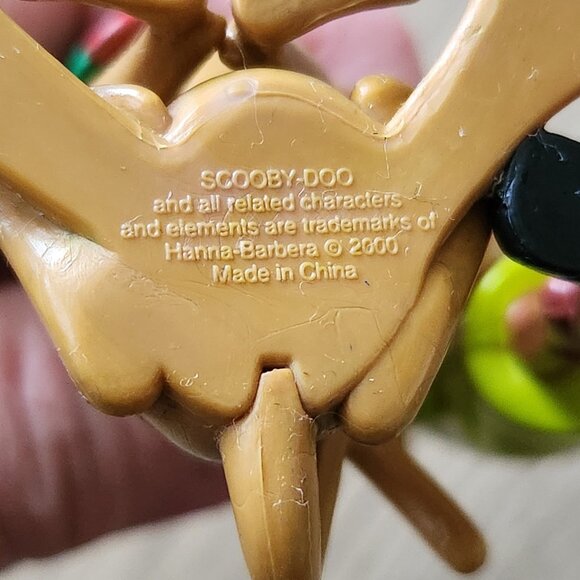 SCOOBY-DOO
and all related characters
and elements are trademarks of
Hanna-Barbera © 2000
Made in China